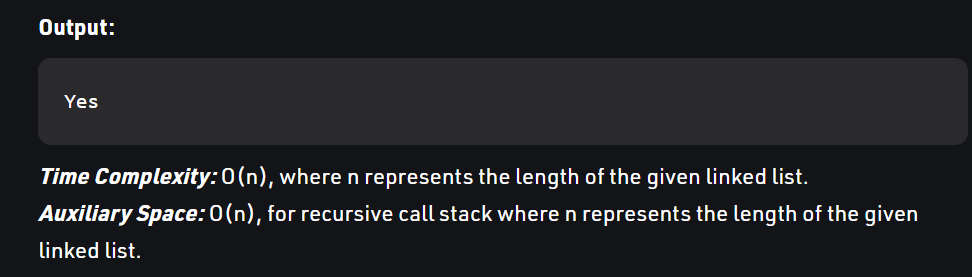 Output:
Yes
Time Complexity: O(n), where n represents the length of the given linked list.
Auxiliary Space: O(n), for recursive call stack where n represents the length of the given
linked list.